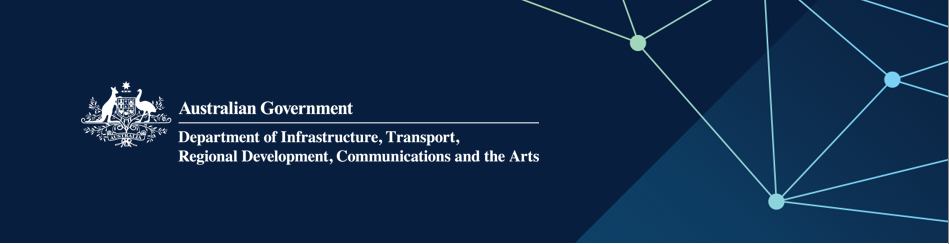 Australian Government
Department of Infrastructure, Transport,
Regional Development, Communications and the Arts